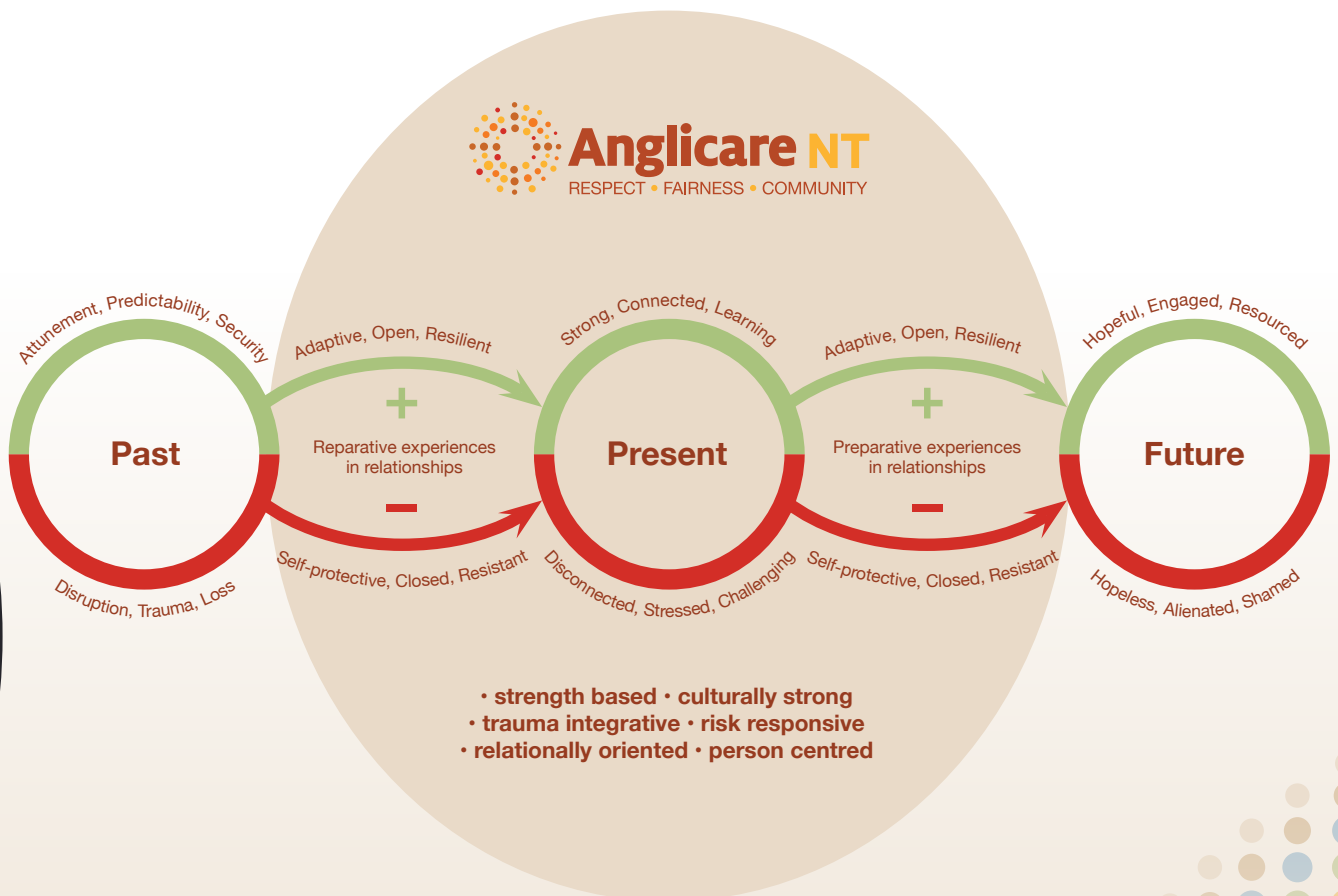 Anglicare NT
RESPECT • FAIRNESS • COMMUNITY
Attunement, Predictability, Security
Past
Disruption, Trauma, Loss
Adaptive, Open, Resilient
+
Reparative experiences
in relationships
−
Self-protective, Closed, Resistant
Strong, Connected, Learning
Present
Disconnected, Stressed, Challenging
Adaptive, Open, Resilient
+
Preparative experiences
in relationships
−
Self-protective, Closed, Resistant
Hopeful, Engaged, Resourced
Future
Hopeless, Alienated, Shamed
• strength based • culturally strong
• trauma integrative • risk responsive
• relationally oriented • person centred